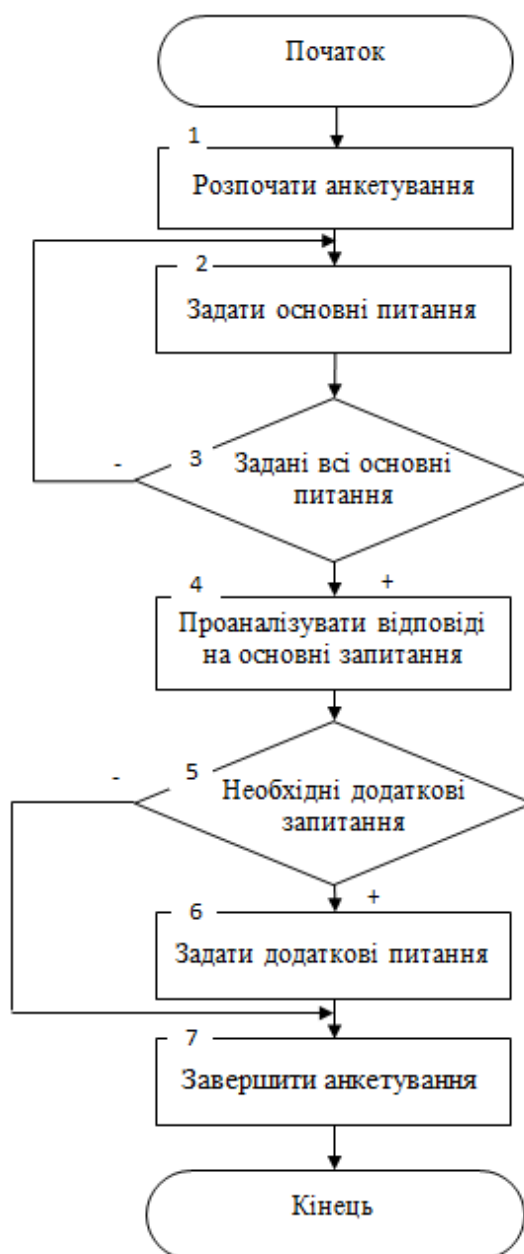 Початок
1
Розпочати анкетування
2
Задати основні питання
3
Задані всі основні
питання
-
+
4
Проаналізувати відповіді
на основні запитання
5
Необхідні додаткові
запитання
-
+
6
Задати додаткові питання
7
Завершити анкетування
Кінець